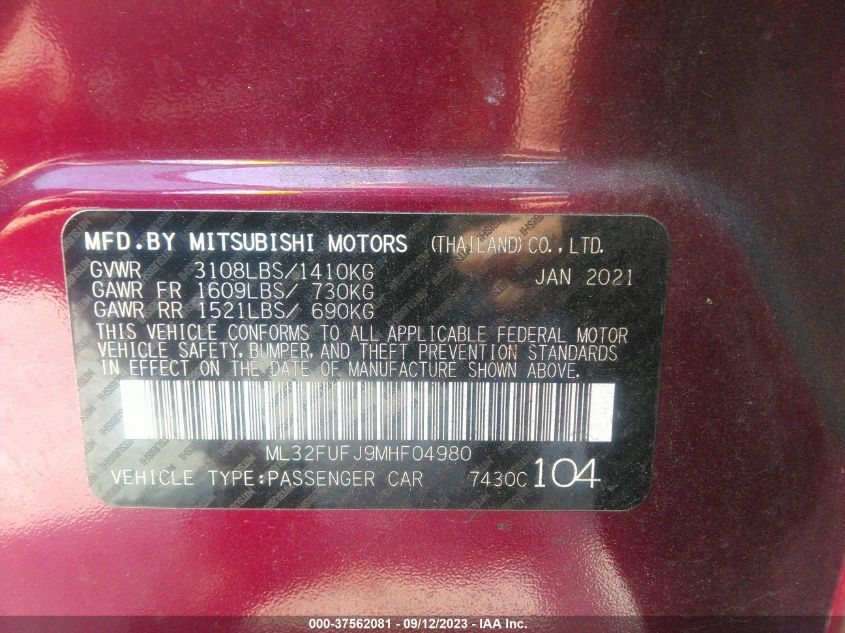 MFD.BY MITSUBISHI MOTORS (THAILAND)CO.,LTD.
GVWR 3108LBS/1410KG JAN 2021
GAWR FR 1609LBS/ 730KG
GAWR RR 1521LBS/ 690KG
THIS VEHICLE CONFORMS TO ALL APPLICABLE FEDERAL MOTOR
VEHICLE SAFETY, BUMPER, AND THEFT PREVENTION STANDARDS
IN EFFECT ON THE DATE OF MANUFACTURE SHOWN ABOVE.
ML32FUFJ9MHF04980
VEHICLE TYPE:PASSENGER CAR 7430C 104
000-37562081 - 09/12/2023 - IAA Inc.